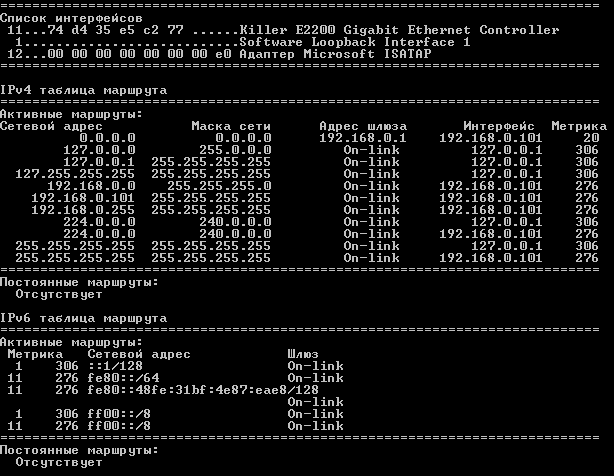 ===========================================================================
Список интерфейсов
 11...74 d4 35 e5 c2 77 ......Killer E2200 Gigabit Ethernet Controller
  1...........................Software Loopback Interface 1
 12...00 00 00 00 00 00 00 e0 Адаптер Microsoft ISATAP
===========================================================================
IPv4 таблица маршрута
===========================================================================
Активные маршруты:
Сетевой адрес           Маска сети      Адрес шлюза       Интерфейс  Метрика
          0.0.0.0          0.0.0.0      192.168.0.1    192.168.0.101     20
        127.0.0.0        255.0.0.0         On-link         127.0.0.1    306
        127.0.0.1  255.255.255.255         On-link         127.0.0.1    306
  127.255.255.255  255.255.255.255         On-link         127.0.0.1    306
      192.168.0.0    255.255.255.0         On-link     192.168.0.101    276
    192.168.0.101  255.255.255.255         On-link     192.168.0.101    276
    192.168.0.255  255.255.255.255         On-link     192.168.0.101    276
        224.0.0.0        240.0.0.0         On-link         127.0.0.1    306
        224.0.0.0        240.0.0.0         On-link     192.168.0.101    276
  255.255.255.255  255.255.255.255         On-link         127.0.0.1    306
  255.255.255.255  255.255.255.255         On-link     192.168.0.101    276
===========================================================================
Постоянные маршруты:
  Отсутствует
IPv6 таблица маршрута
===========================================================================
Активные маршруты:
 Метрика   Сетевой адрес            Шлюз
  1    306 ::1/128                  On-link
 11    276 fe80::/64                On-link
 11    276 fe80::48fe:31bf:4e87:eae8/128
                                    On-link
  1    306 ff00::/8                 On-link
 11    276 ff00::/8                 On-link
===========================================================================
Постоянные маршруты:
  Отсутствует